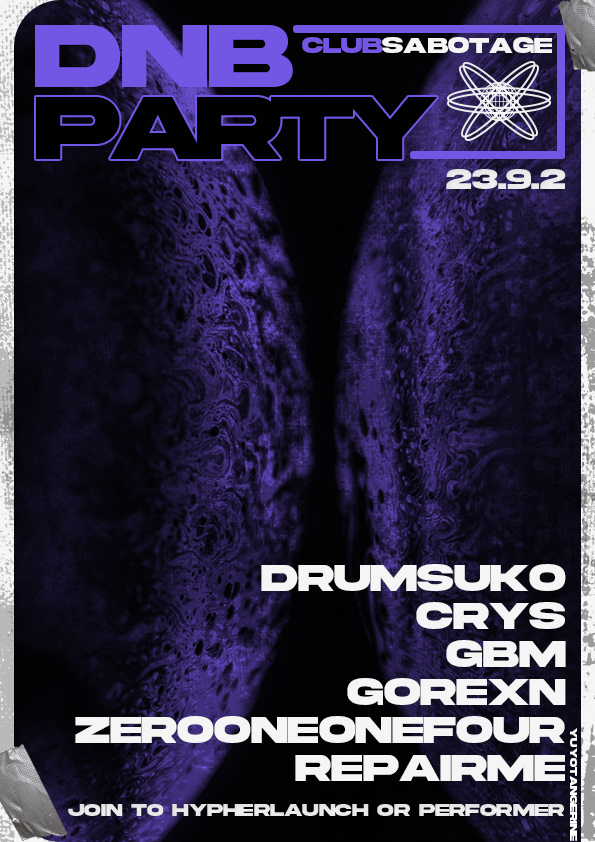 DNB
CLUBSABOTAGE
PARTY
23.9.2
DRUMSUKO
CRYS
GBM
GOREXN
ZEROONEONEFOUR
REPAIRME
JOIN TO HYPHERLAUNCH OR PERFORMER
YUYOTANGERINE